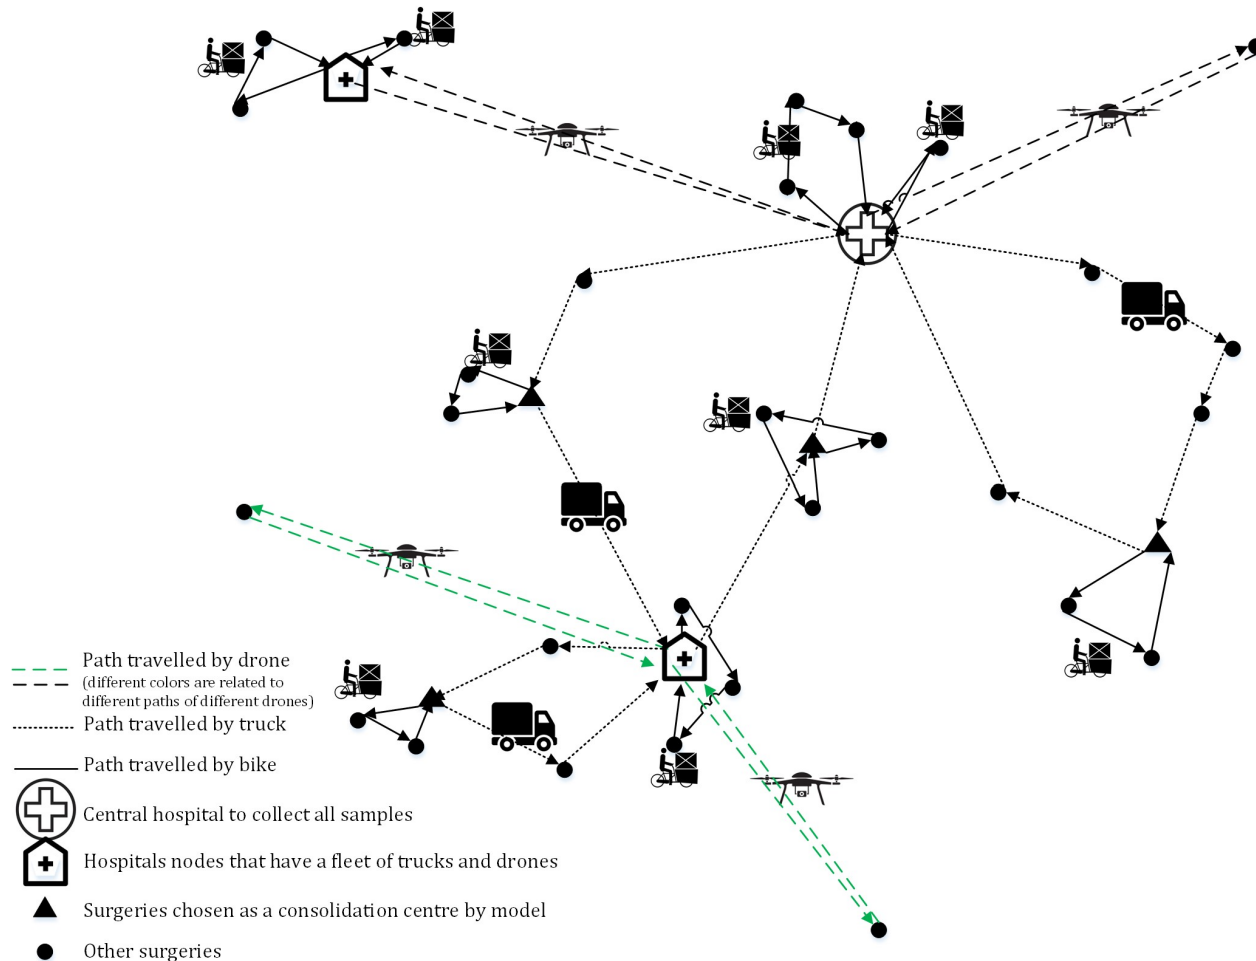 Path travelled by drone
(different colors are related to
different paths of different drones)
Path travelled by truck
Path travelled by bike
Central hospital to collect all samples
Hospitals nodes that have a fleet of trucks and drones
Surgeries chosen as a consolidation centre by model
Other surgeries